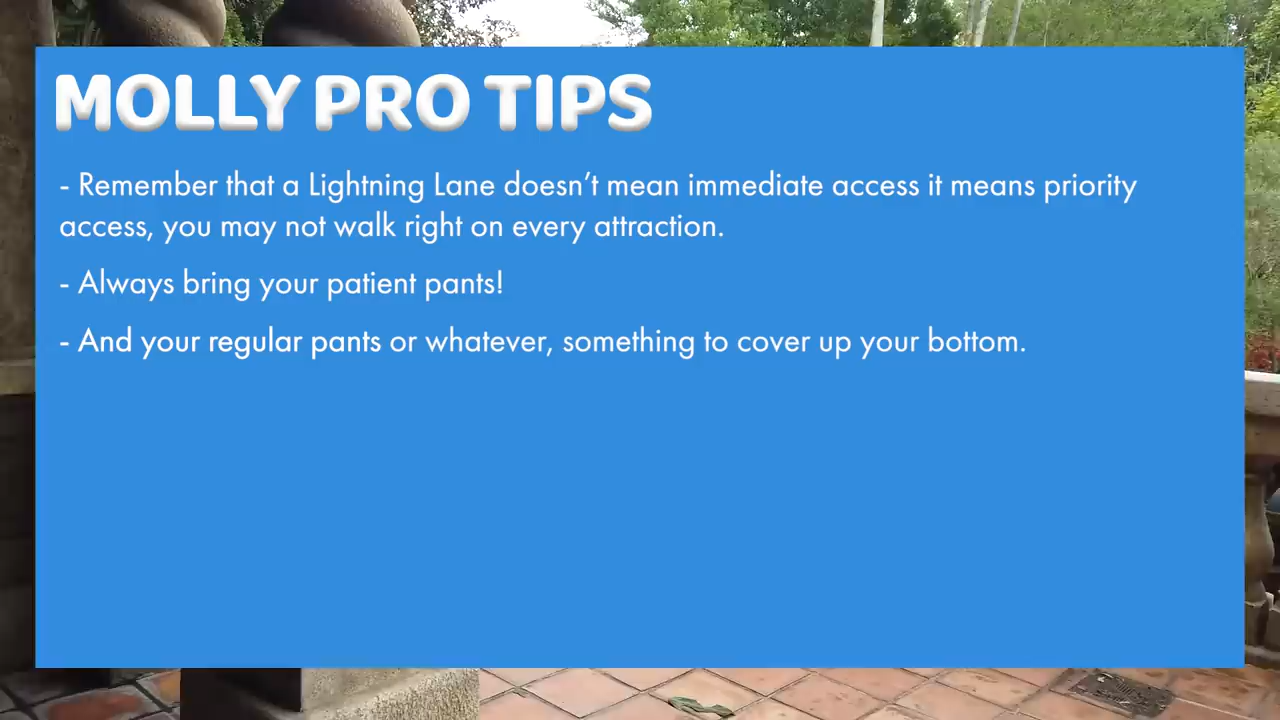 MOLLY PRO TIPS
- Remember that a Lightning Lane doesn't mean immediate access it means priority
access, you may not walk right on every attraction.
- Always bring your patient pants!
- And your regular pants or whatever, something to cover up your bottom.